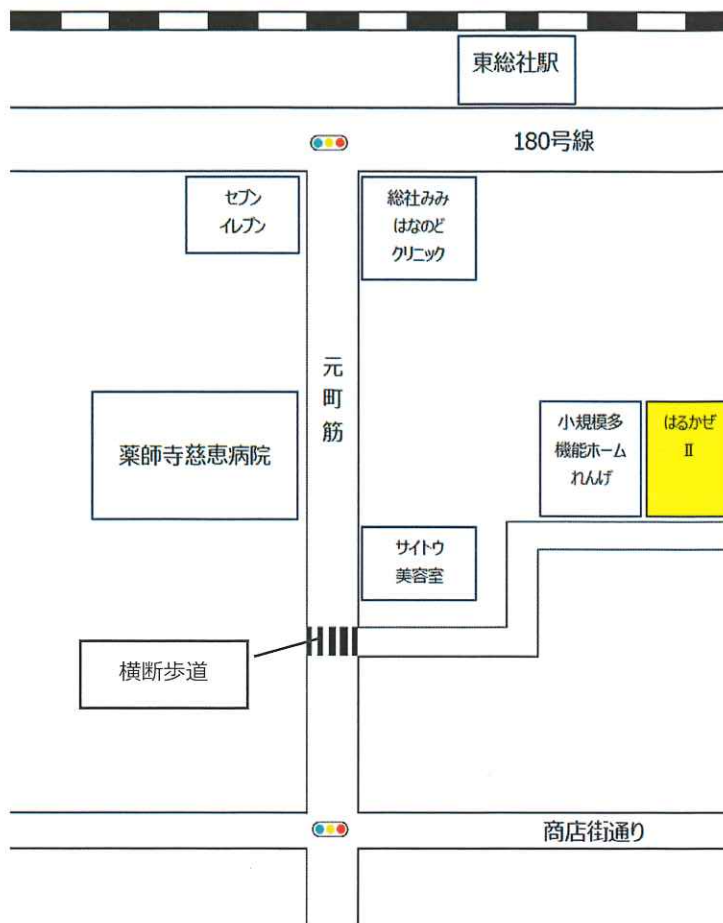 東総社駅
180号線
セブン
イレブン
総社みみ
はなのど
クリニック
元町筋
薬師寺慈恵病院
小規模多
機能ホーム
れんげ
はるかぜ
Ⅱ
サイトウ
美容室
横断歩道
商店街通り